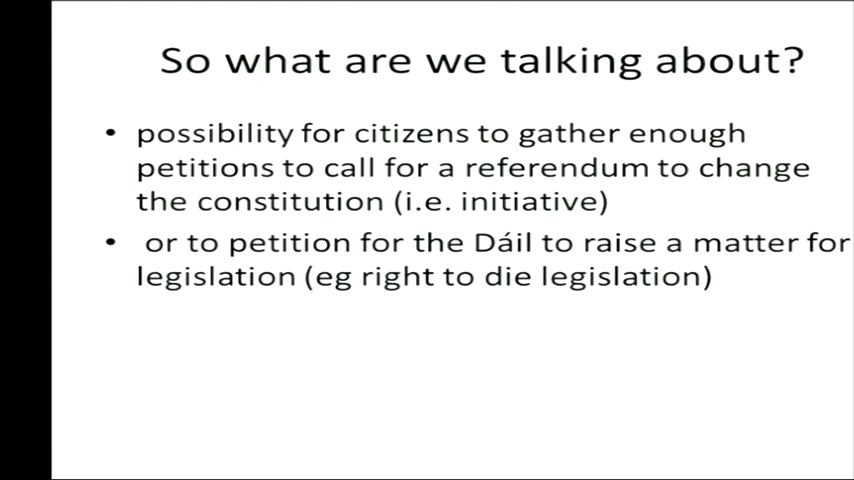 So what are we talking about?
• possibility for citizens to gather enough
petitions to call for a referendum to change
the constitution (i.e. initiative)
• or to petition for the Dáil to raise a matter for
legislation (eg right to die legislation)